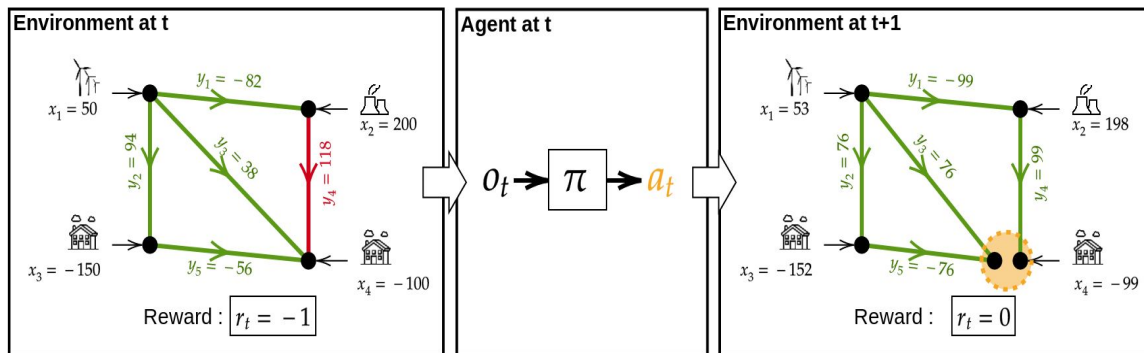 Environment at t
y₁ = −82
x₁ = 50
x₂ = 200
y₂ = 94
y₃ = 38
y₄ = 118
x₃ = −150
y₅ = −56
x₄ = −100
Reward : rₜ = −1
Agent at t
oₜ π aₜ
Environment at t+1
y₁ = −99
x₁ = 53
x₂ = 198
y₂ = 76
y₃ = 76
y₄ = 99
x₃ = −152
y₅ = −76
x₄ = −99
Reward : rₜ = 0